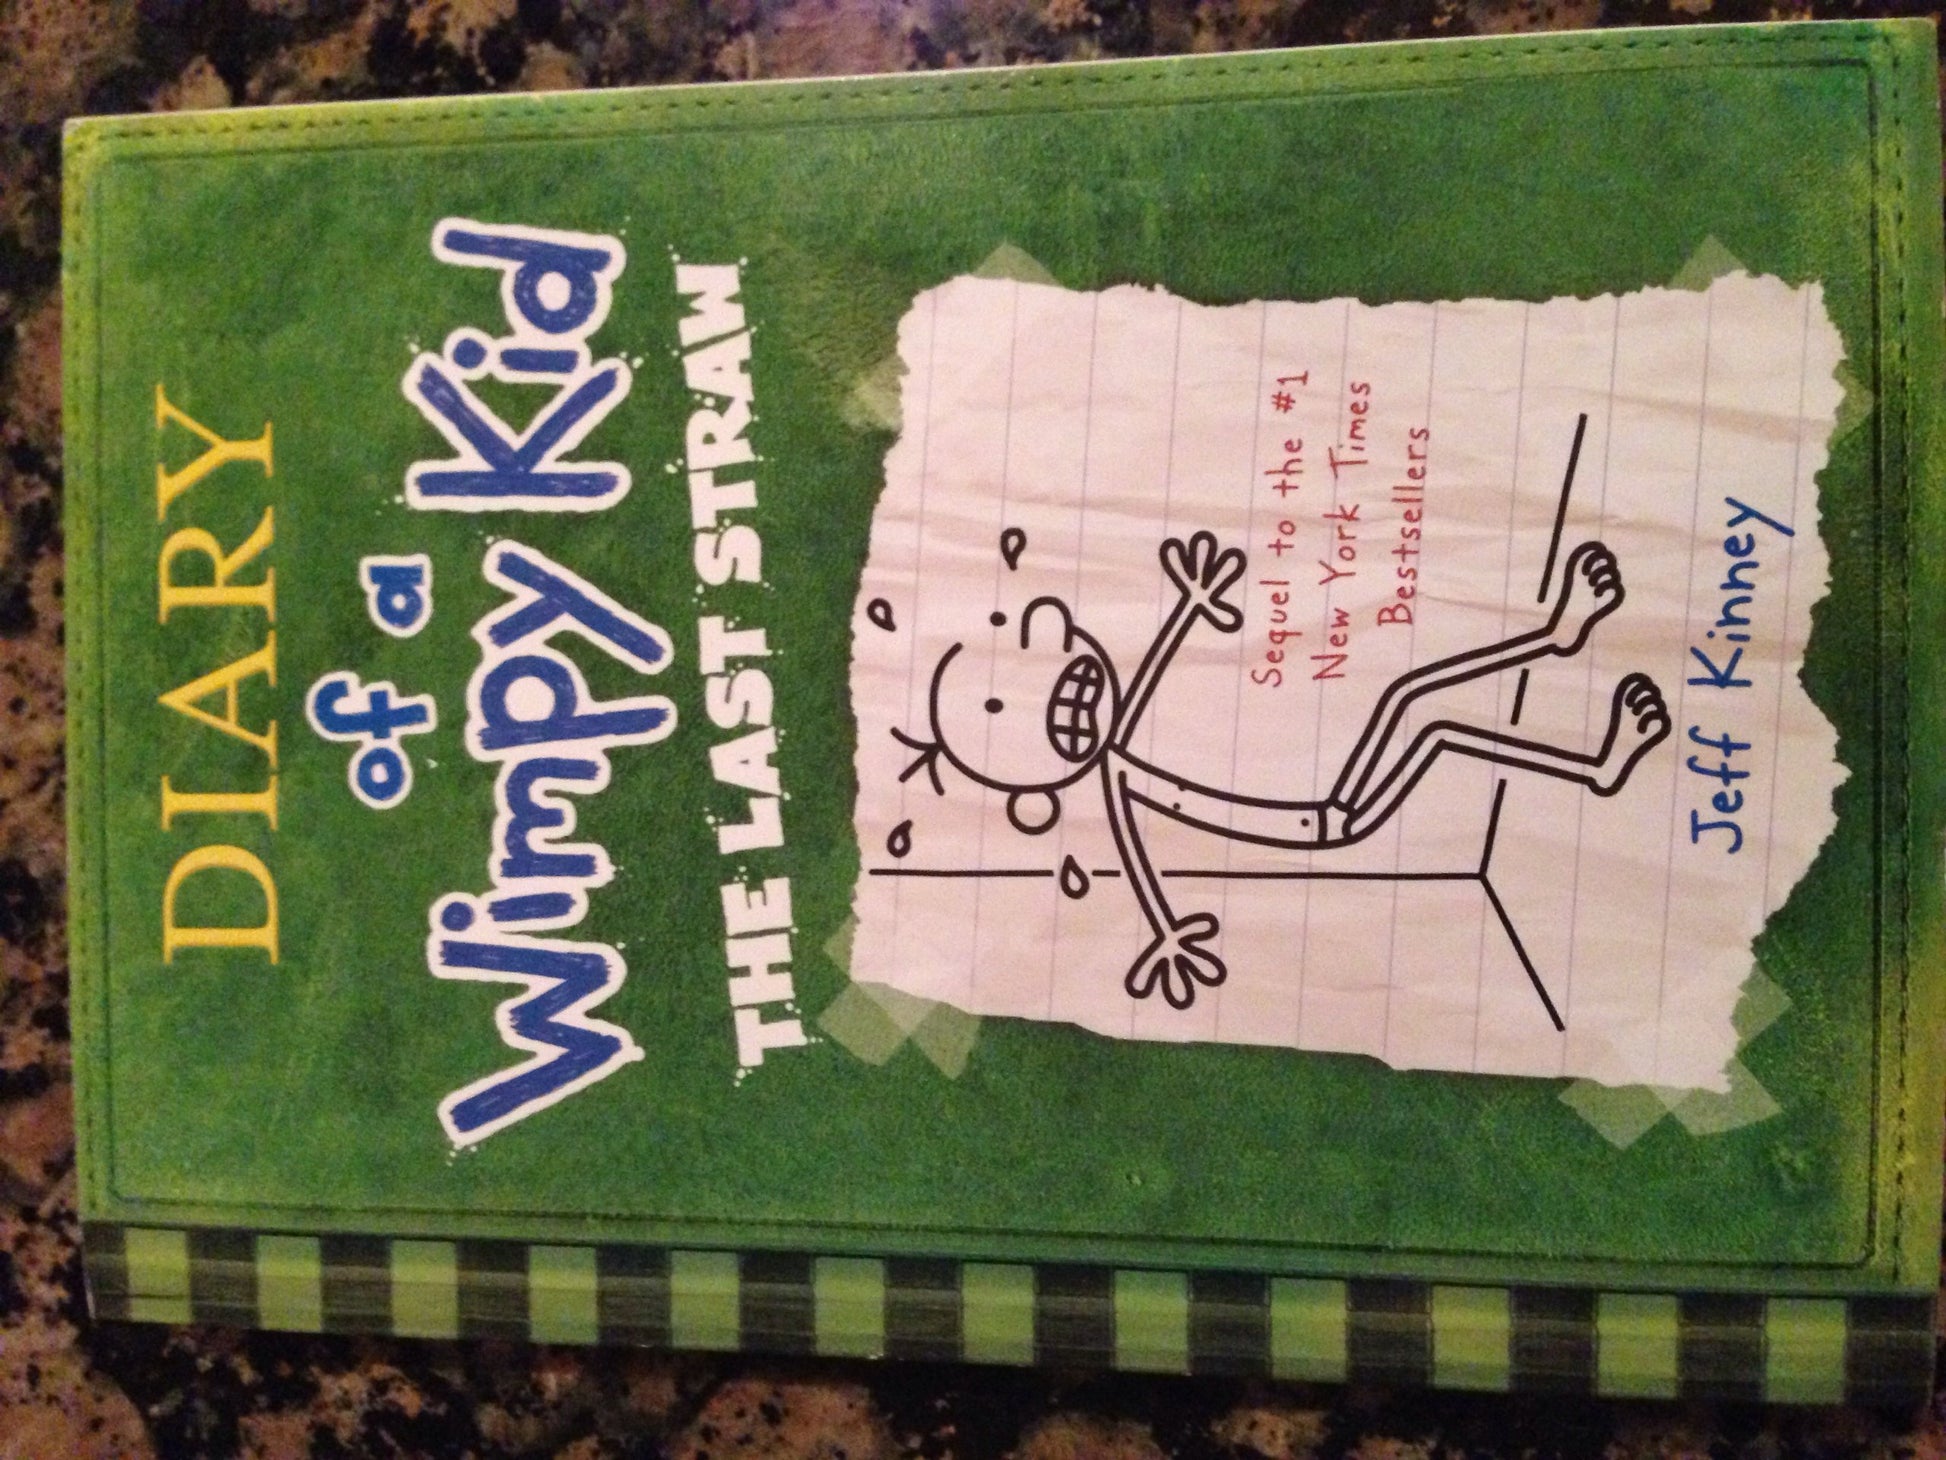 DIARY
of a
Wimpy Kid
THE LAST STRAW
Sequel to the #1
New York Times
Bestsellers
Jeff Kinney